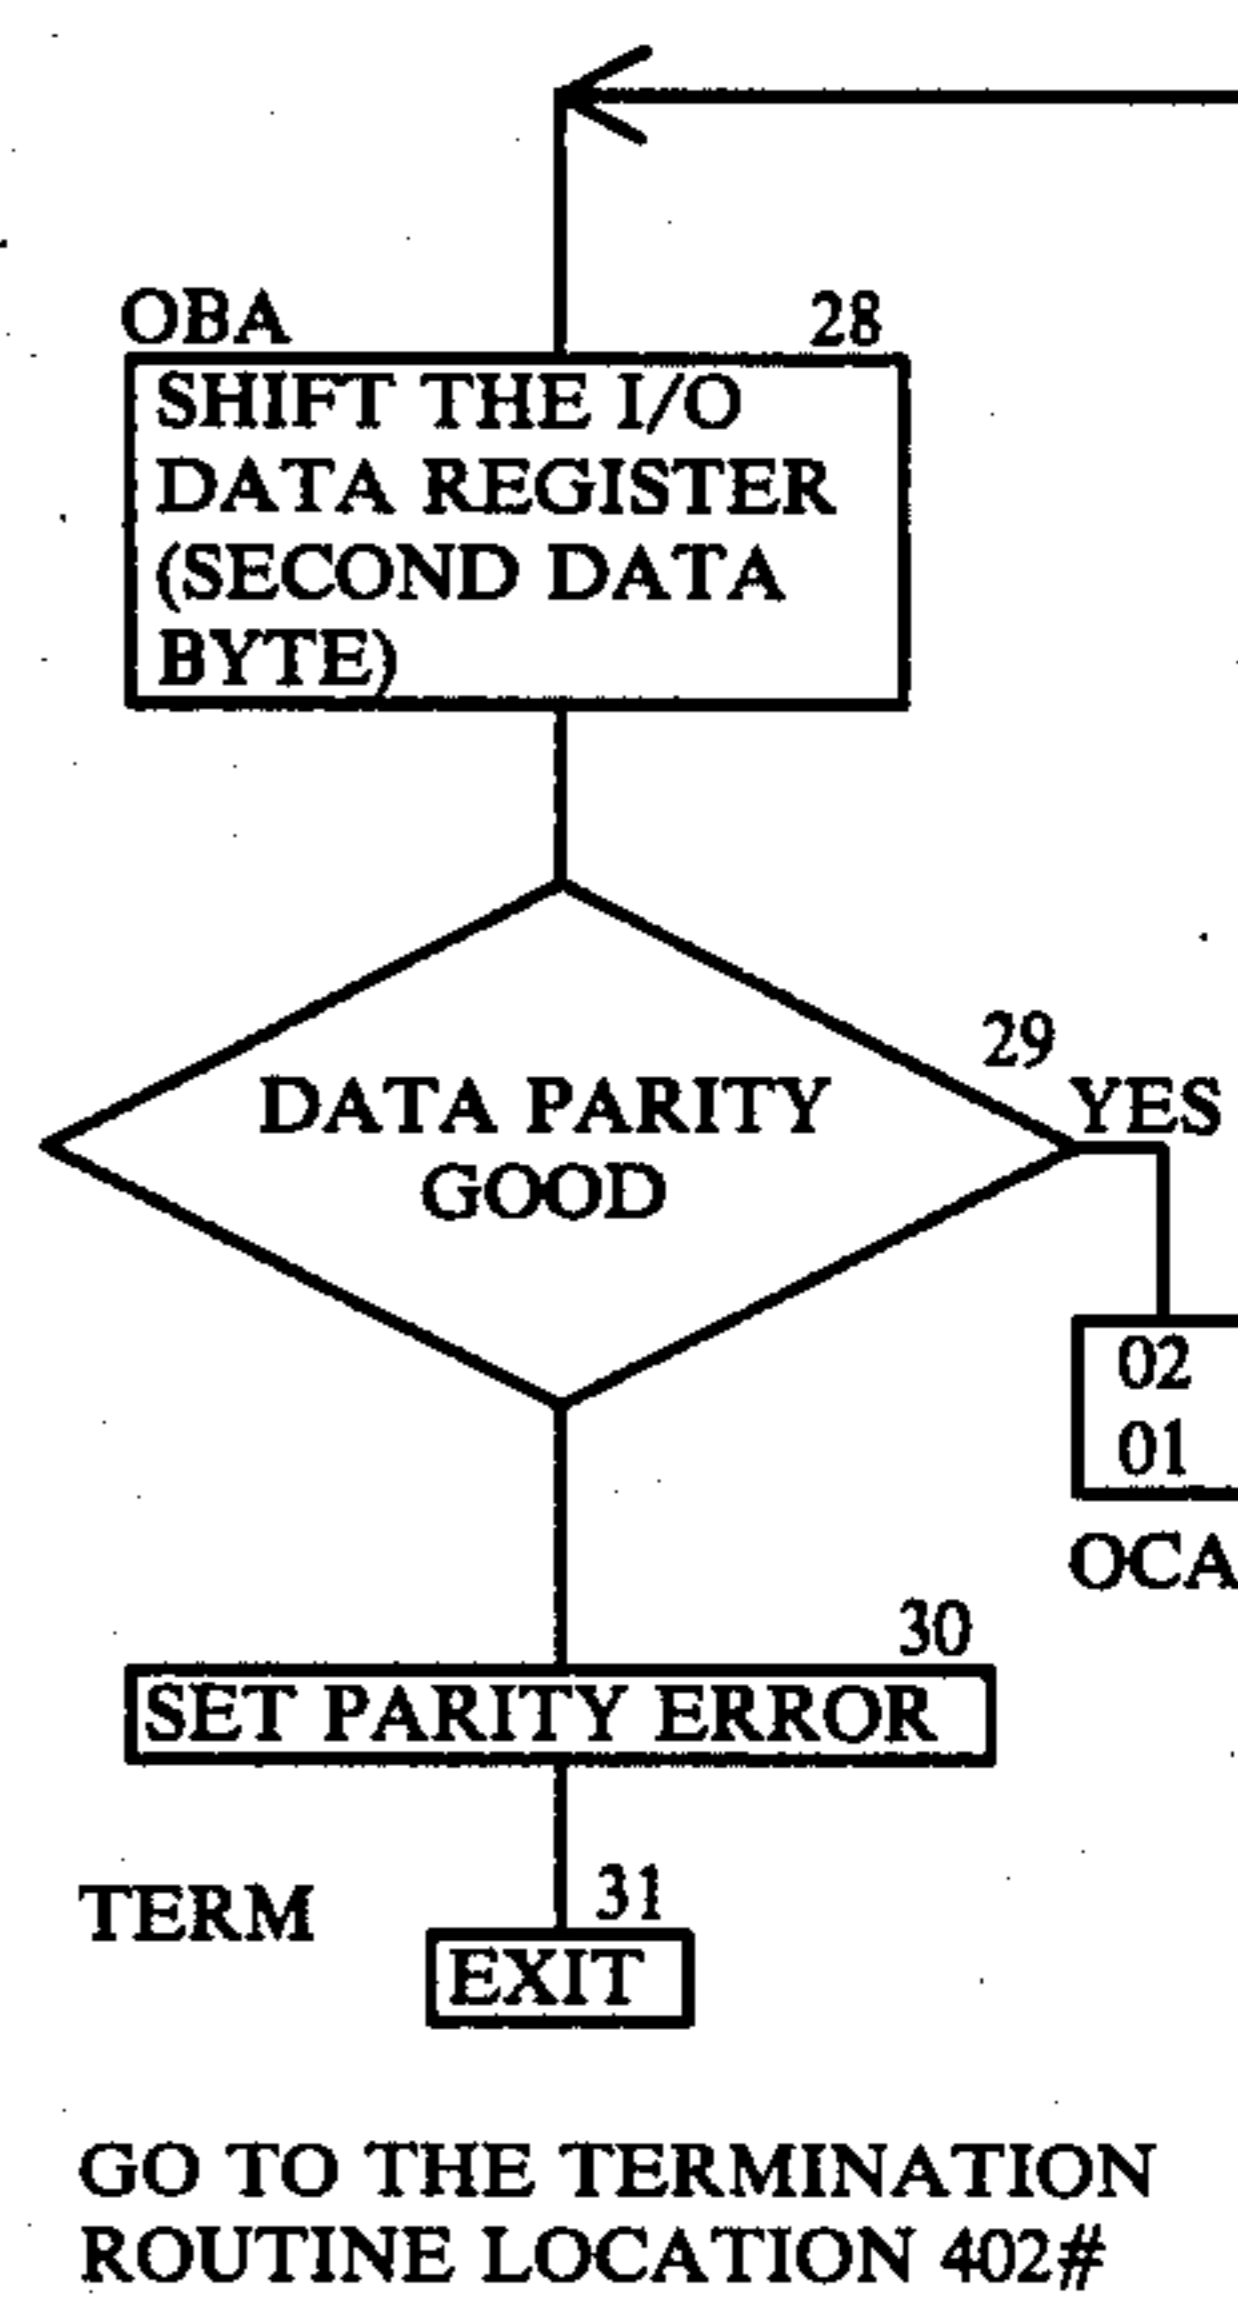 OBA 28
SHIFT THE I/O
DATA REGISTER
(SECOND DATA
BYTE)
29
DATA PARITY
GOOD
YES
02
01
OCA
30
SET PARITY ERROR
TERM
31
EXIT
GO TO THE TERMINATION
ROUTINE LOCATION 402#